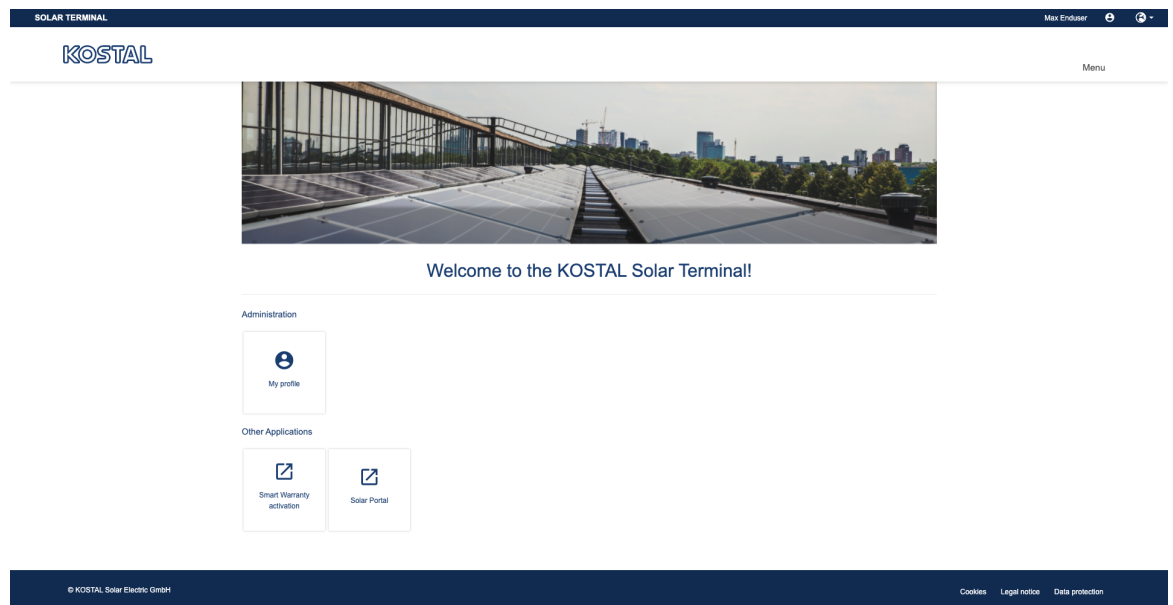 SOLAR TERMINAL
Max Enduser
KOSTAL
Menu
Welcome to the KOSTAL Solar Terminal!
Administration
My profile
Other Applications
Smart Warranty
activation
Solar Portal
© KOSTAL Solar Electric GmbH
Cookies Legal notice Data protection